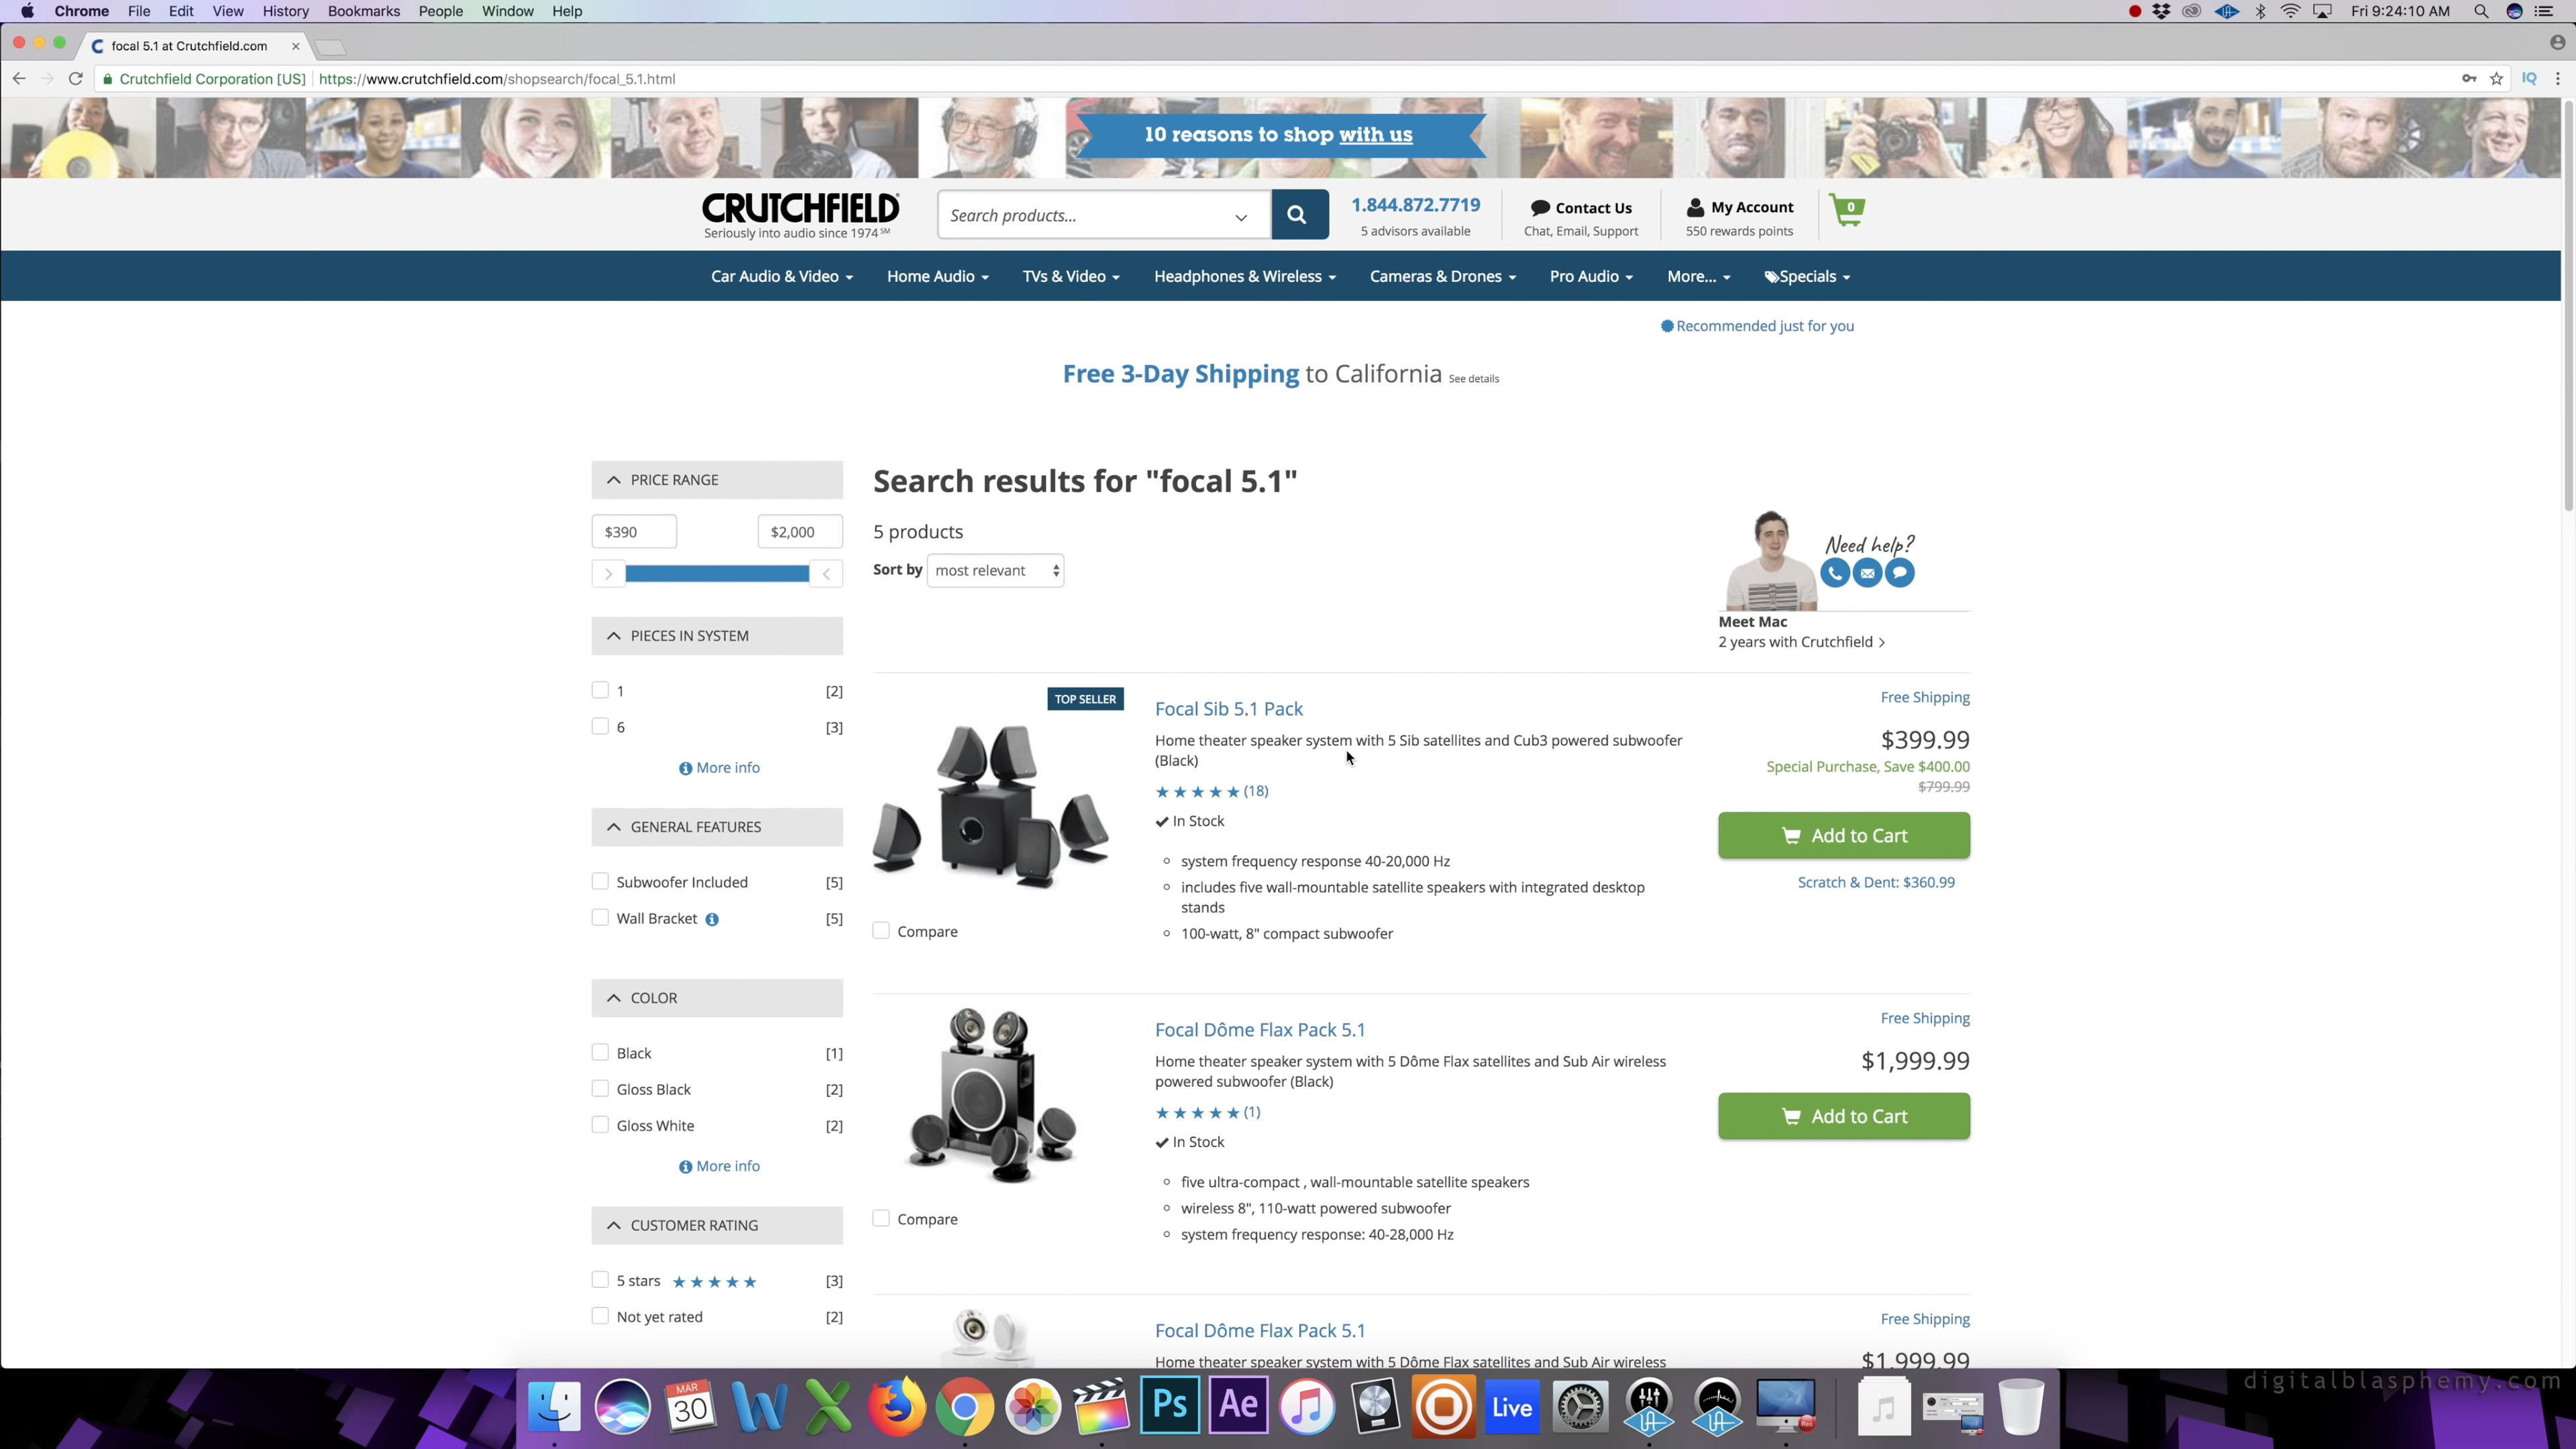 Chrome File Edit View History Bookmarks People Window Help Fri 9:24:10 AM
focal 5.1 at Crutchfield.com
Crutchfield Corporation [US] https://www.crutchfield.com/shopsearch/focal_5.1.html IQ
10 reasons to shop with us
CRUTCHFIELD
Seriously into audio since 1974 SM
Search products...
1.844.872.7719
5 advisors available
Contact Us
Chat, Email, Support
My Account
550 rewards points
0
Car Audio & Video Home Audio TVs & Video Headphones & Wireless Cameras & Drones Pro Audio More... Specials
Recommended just for you
Free 3-Day Shipping to California See details
PRICE RANGE
$390 $2,000
PIECES IN SYSTEM
1 [2]
6 [3]
More info
GENERAL FEATURES
Subwoofer Included [5]
Wall Bracket [5]
COLOR
Black [1]
Gloss Black [2]
Gloss White [2]
More info
CUSTOMER RATING
5 stars [3]
Not yet rated [2]
Search results for "focal 5.1"
5 products
Sort by most relevant
Need help?
Meet Mac
2 years with Crutchfield >
TOP SELLER
Focal Sib 5.1 Pack
Home theater speaker system with 5 Sib satellites and Cub3 powered subwoofer
(Black)
(18)
In Stock
system frequency response 40-20,000 Hz
includes five wall-mountable satellite speakers with integrated desktop
stands
100-watt, 8" compact subwoofer
Compare
Free Shipping
$399.99
Special Purchase, Save $400.00
$799.99
Add to Cart
Scratch & Dent: $360.99
Focal Dôme Flax Pack 5.1
Home theater speaker system with 5 Dôme Flax satellites and Sub Air wireless
powered subwoofer (Black)
(1)
In Stock
five ultra-compact , wall-mountable satellite speakers
wireless 8", 110-watt powered subwoofer
system frequency response: 40-28,000 Hz
Compare
Free Shipping
$1,999.99
Add to Cart
Focal Dôme Flax Pack 5.1
Home theater speaker system with 5 Dôme Flax satellites and Sub Air wireless
Free Shipping
$1,999.99
digitalblasphemy.com
MAR
30
Ps
Ae
Live